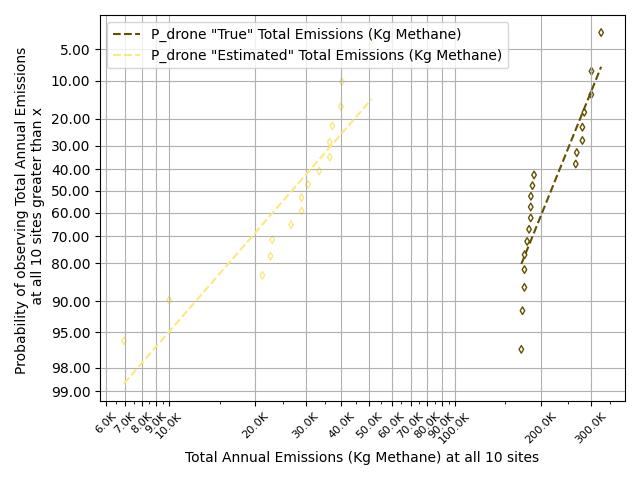 P_drone "True" Total Emissions (Kg Methane)
P_drone "Estimated" Total Emissions (Kg Methane)
Probability of observing Total Annual Emissions
at all 10 sites greater than x
5.00
10.00
20.00
30.00
40.00
50.00
60.00
70.00
80.00
90.00
95.00
98.00
99.00
6.0K
7.0K
8.0K
9.0K
10.0K
20.0K
30.0K
40.0K
50.0K
60.0K
70.0K
80.0K
90.0K
100.0K
200.0K
300.0K
Total Annual Emissions (Kg Methane) at all 10 sites